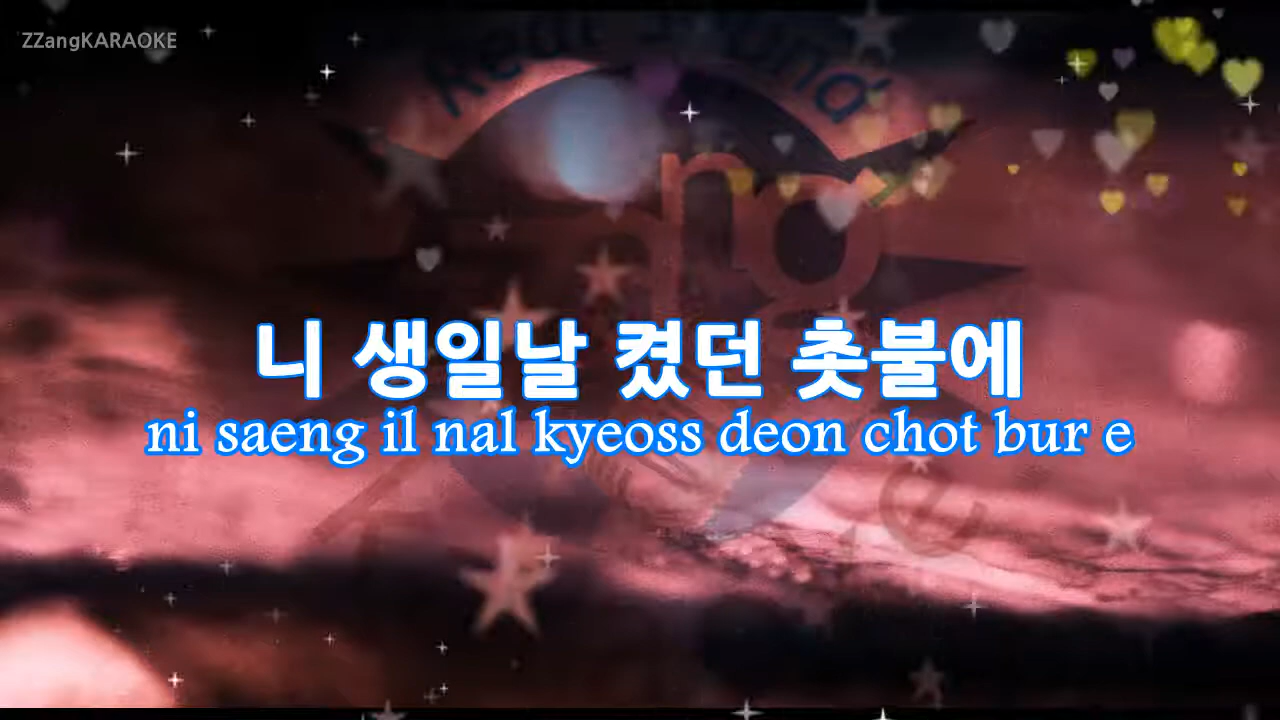 ZZangKARAOKE
니 생일날 켰던 촛불에
ni saeng il nal kyeoss deon chot bur e